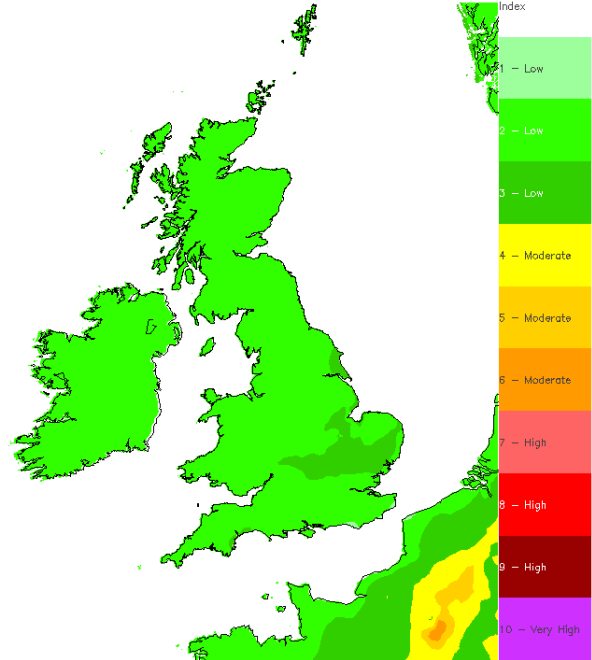 Index
1 - Low
2 - Low
3 - Low
4 - Moderate
5 - Moderate
6 - Moderate
7 - High
8 - High
9 - High
10 - Very High